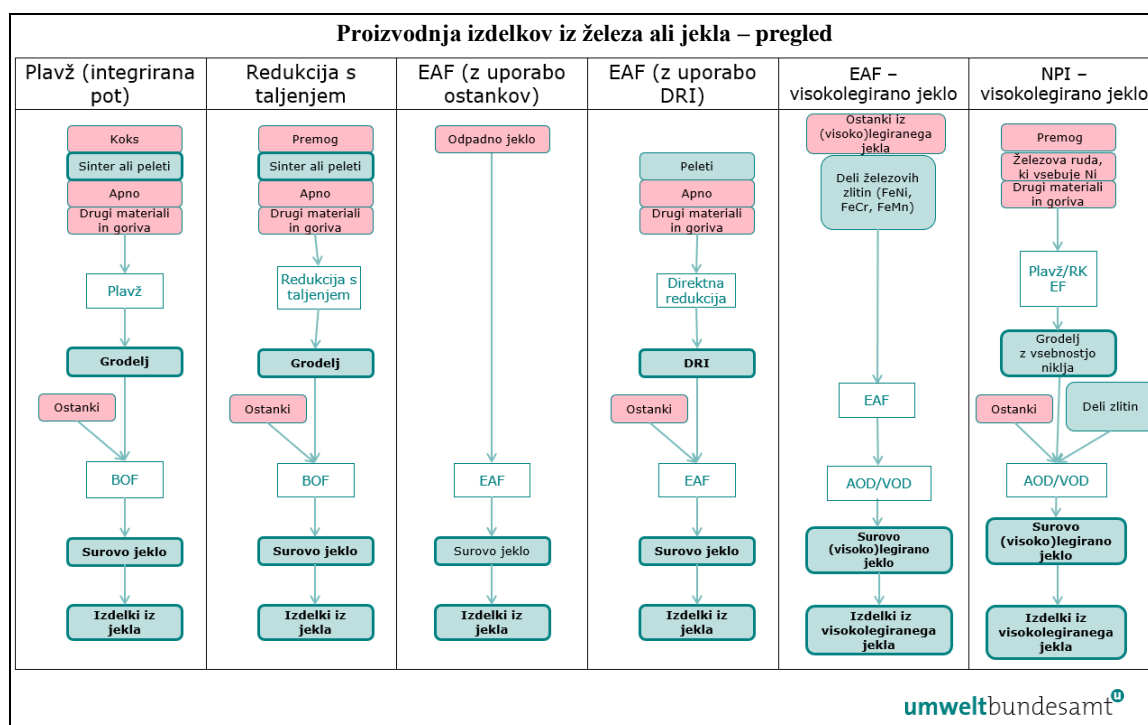 Proizvodnja izdelkov iz železa ali jekla – pregled
Plavž (integrirana
pot)
Koks
Sinter ali peleti
Apno
Drugi materiali
in goriva
Plavž
Grodelj
Ostanki
BOF
Surovo jeklo
Izdelki iz
jekla
Redukcija s
taljenjem
Premog
Sinter ali peleti
Apno
Drugi materiali
in goriva
Redukcija s
taljenjem
Grodelj
Ostanki
BOF
Surovo jeklo
Izdelki iz
jekla
EAF (z uporabo
ostankov)
Odpadno jeklo
EAF
Surovo jeklo
Izdelki iz
jekla
EAF (z uporabo
DRI)
Peleti
Apno
Drugi materiali
in goriva
Direktna
redukcija
DRI
Ostanki
EAF
Surovo jeklo
Izdelki iz
jekla
EAF –
visokolegirano jeklo
Ostanki iz
(visoko)legiranega
jekla
Deli železovih
zlitin (FeNi,
FeCr, FeMn)
EAF
AOD/VOD
Surovo
(visoko)legirano
jeklo
Izdelki iz
visokolegiranega
jekla
NPI –
visokolegirano jeklo
Premog
Železova ruda,
ki vsebuje Ni
Drugi materiali
in goriva
Plavž/RK
EF
Grodelj
z vsebnostjo
niklja
Ostanki
Deli zlitin
AOD/VOD
Surovo
(visoko)legirano
jeklo
Izdelki iz
visokolegiranega
jekla
umweltbundesamt u